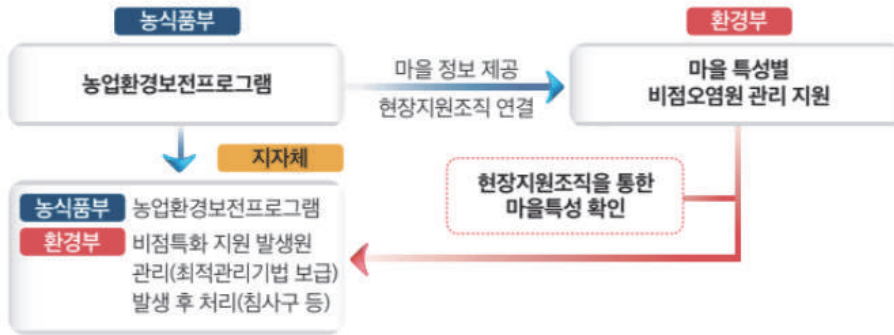 농식품부
농업환경보전프로그램
마을 정보 제공
현장지원조직 연결
환경부
마을 특성별
비점오염원 관리 지원
현장지원조직을 통한
마을특성 확인
지자체
농식품부 농업환경보전프로그램
환경부 비점특화 지원 발생원
관리(최적관리기법 보급)
발생 후 처리(침사구 등)